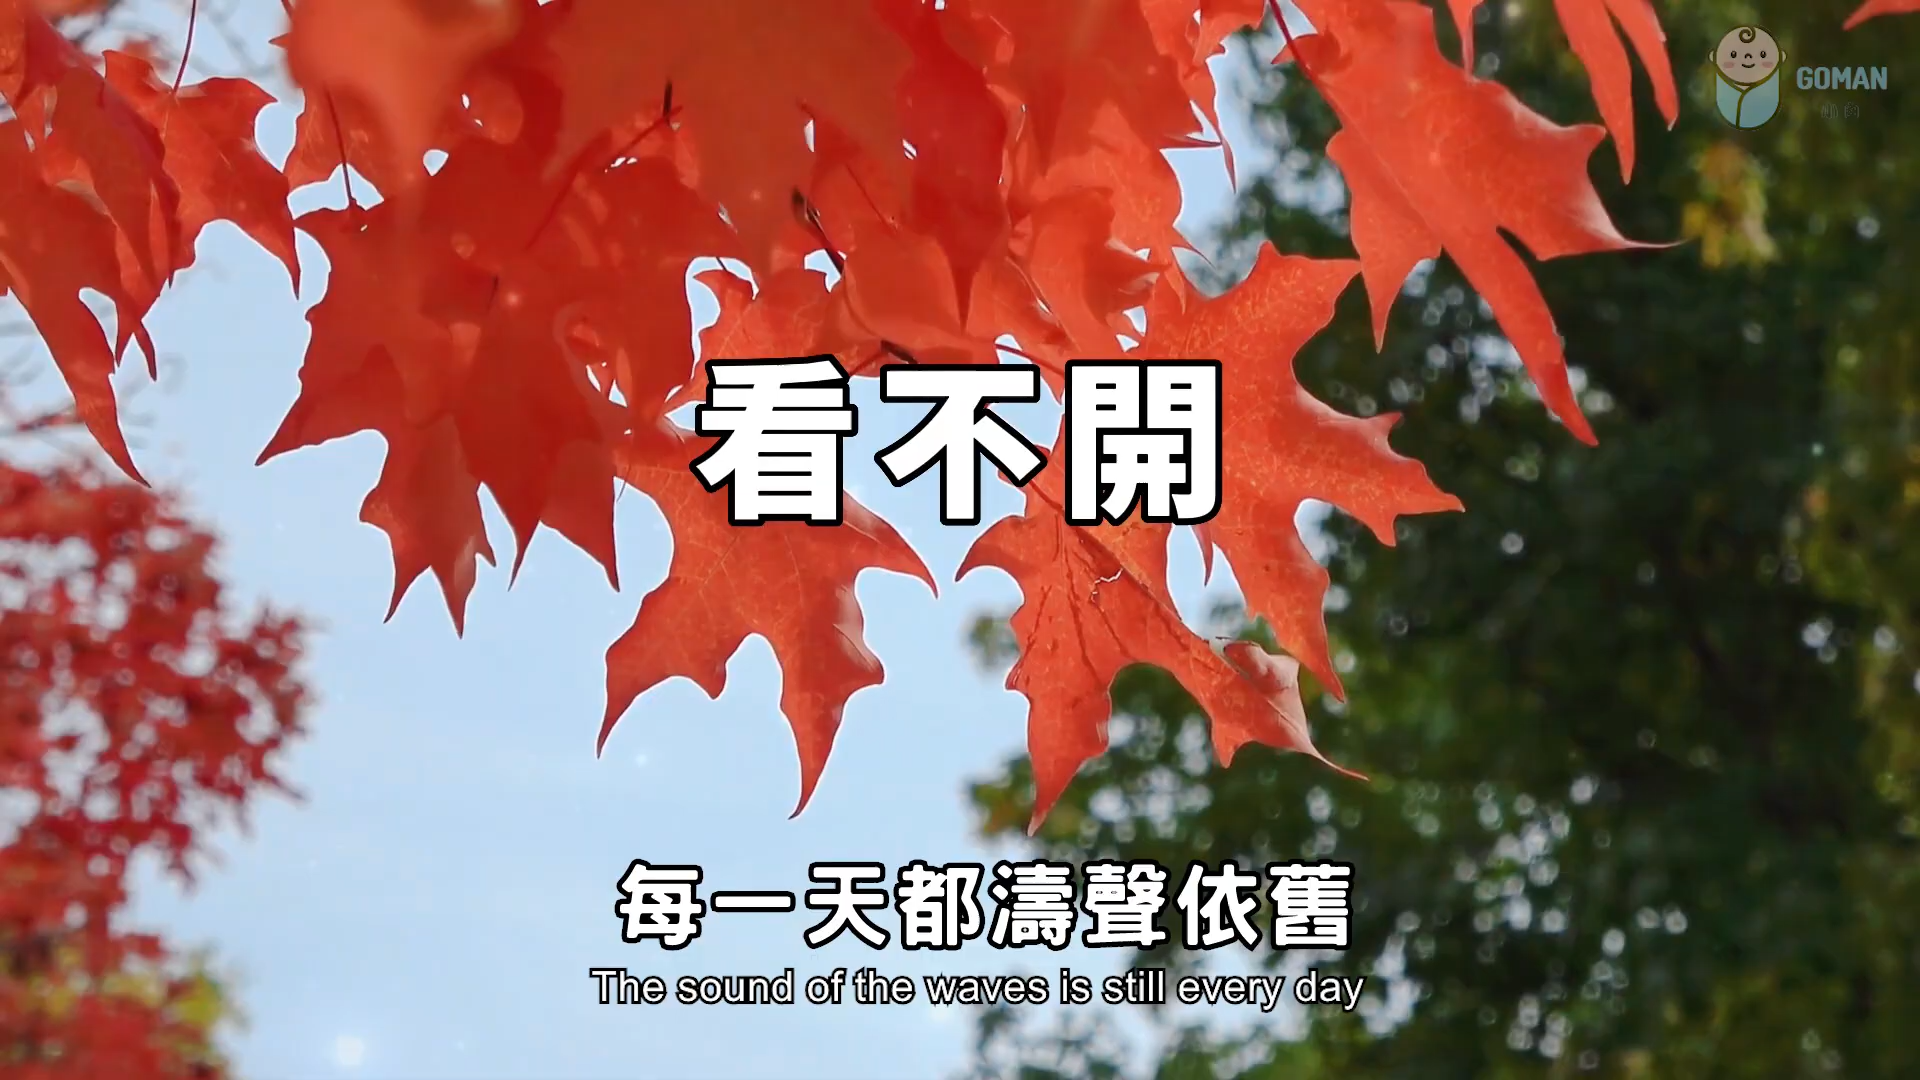 GOMAN
看不開
每一天都濤聲依舊
The sound of the waves is still every day